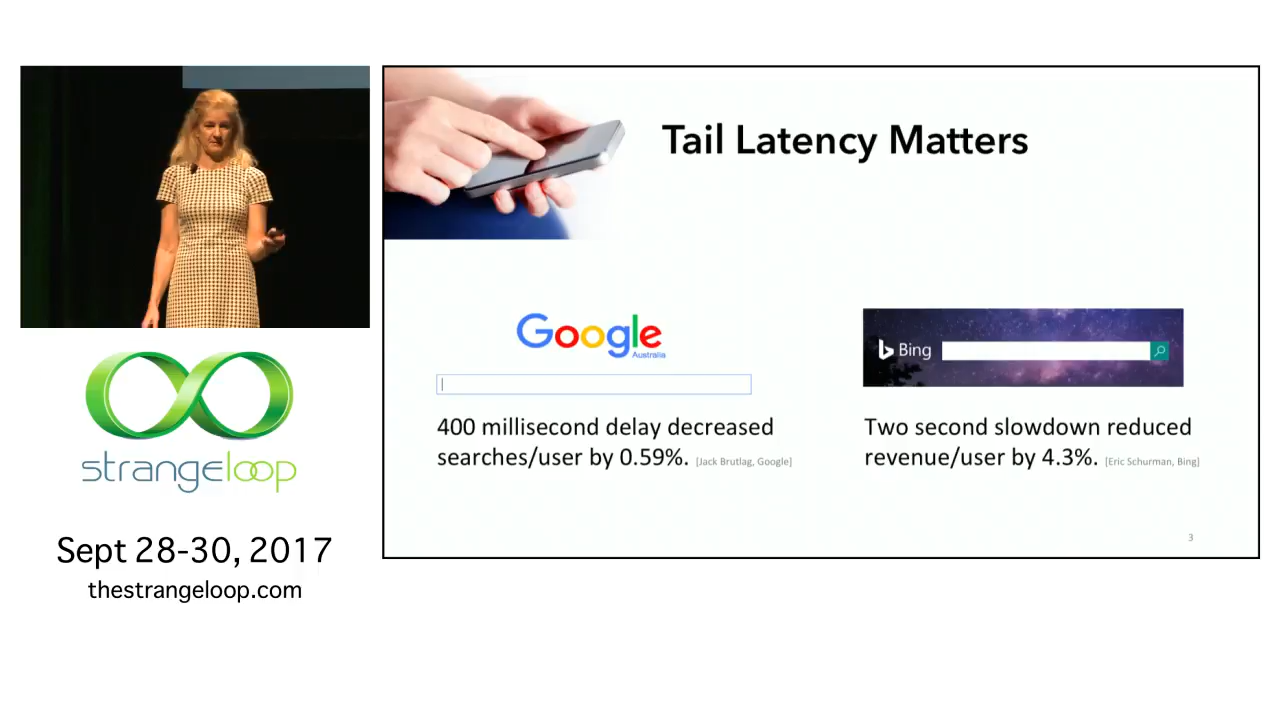 Tail Latency Matters
Google
Australia
400 millisecond delay decreased
searches/user by 0.59%. [Jack Brutlag, Google]
Bing
Two second slowdown reduced
revenue/user by 4.3%. [Eric Schurman, Bing]
3
strangeloop
Sept 28-30, 2017
thestrangeloop.com